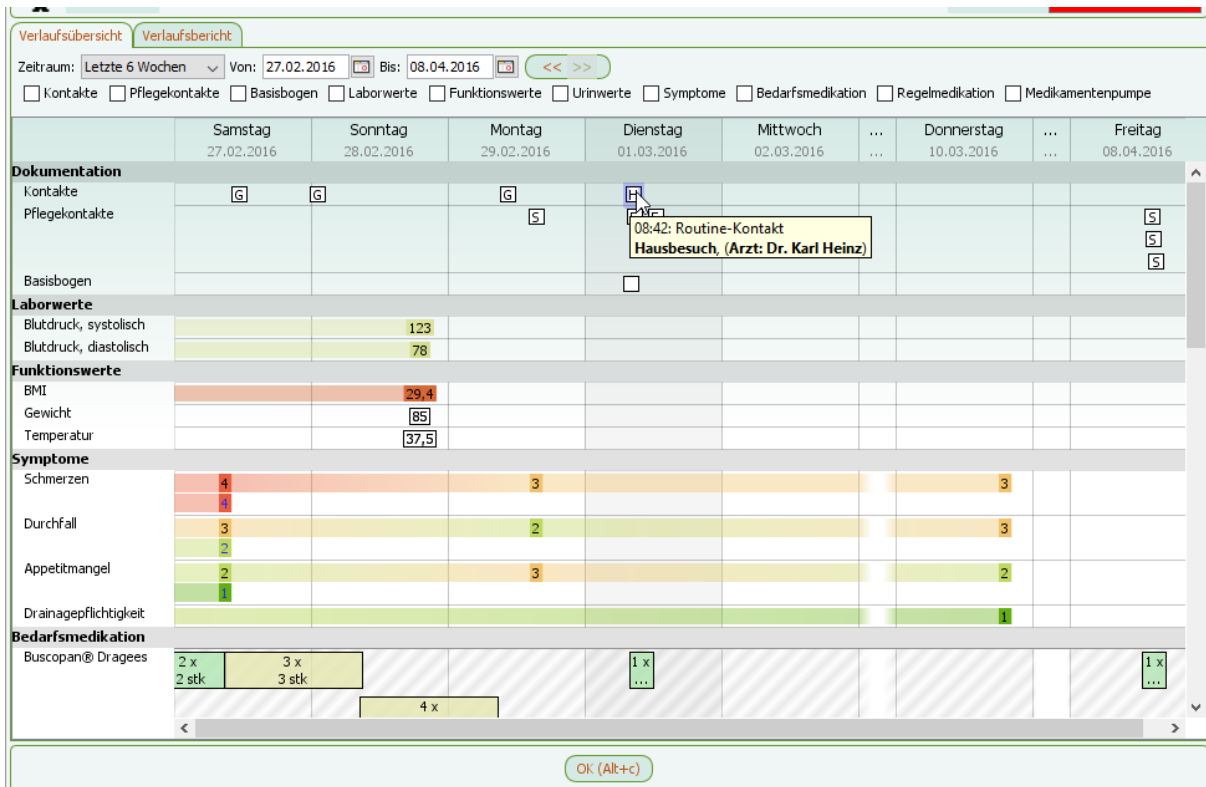 Verlaufsübersicht Verlaufsbericht
Zeitraum: Letzte 6 Wochen Von: 27.02.2016 Bis: 08.04.2016 << >>
Kontakte Pflegekontakte Basisbogen Laborwerte Funktionswerte Urinwerte Symptome Bedarfsmedikation Regelmedikation Medikamentenpumpe
Samstag Sonntag Montag Dienstag Mittwoch ... Donnerstag ... Freitag
27.02.2016 28.02.2016 29.02.2016 01.03.2016 02.03.2016 ... 10.03.2016 ... 08.04.2016
Dokumentation
Kontakte G G G H
Pflegekontakte S S
08:42: Routine-Kontakt
Hausbesuch, (Arzt: Dr. Karl Heinz)
S
S
Basisbogen
Laborwerte
Blutdruck, systolisch 123
Blutdruck, diastolisch 78
Funktionswerte
BMI 29,4
Gewicht 85
Temperatur 37,5
Symptome
Schmerzen 4 3 3
4
Durchfall 3 2 3
2
Appetitmangel 2 3 2
1
Drainagepflichtigkeit 1
Bedarfsmedikation
Buscopan® Dragees 2 x 3 x 1 x 1 x
2 stk 3 stk ... ...
4 x
OK (Alt+c)